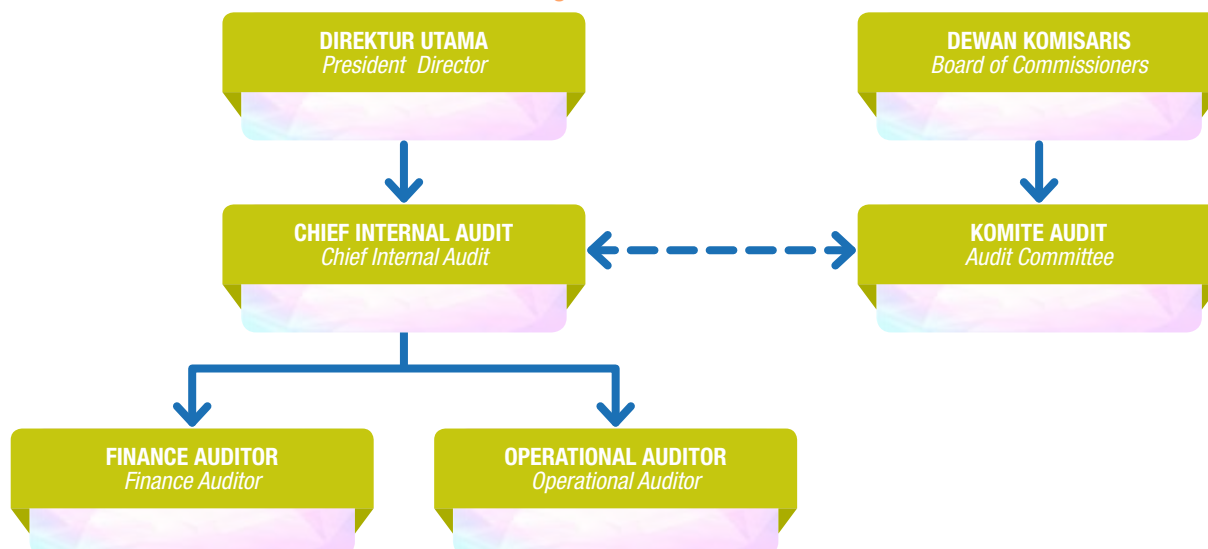 DIREKTUR UTAMA
President Director
DEWAN KOMISARIS
Board of Commissioners
CHIEF INTERNAL AUDIT
Chief Internal Audit
KOMITE AUDIT
Audit Committee
FINANCE AUDITOR
Finance Auditor
OPERATIONAL AUDITOR
Operational Auditor